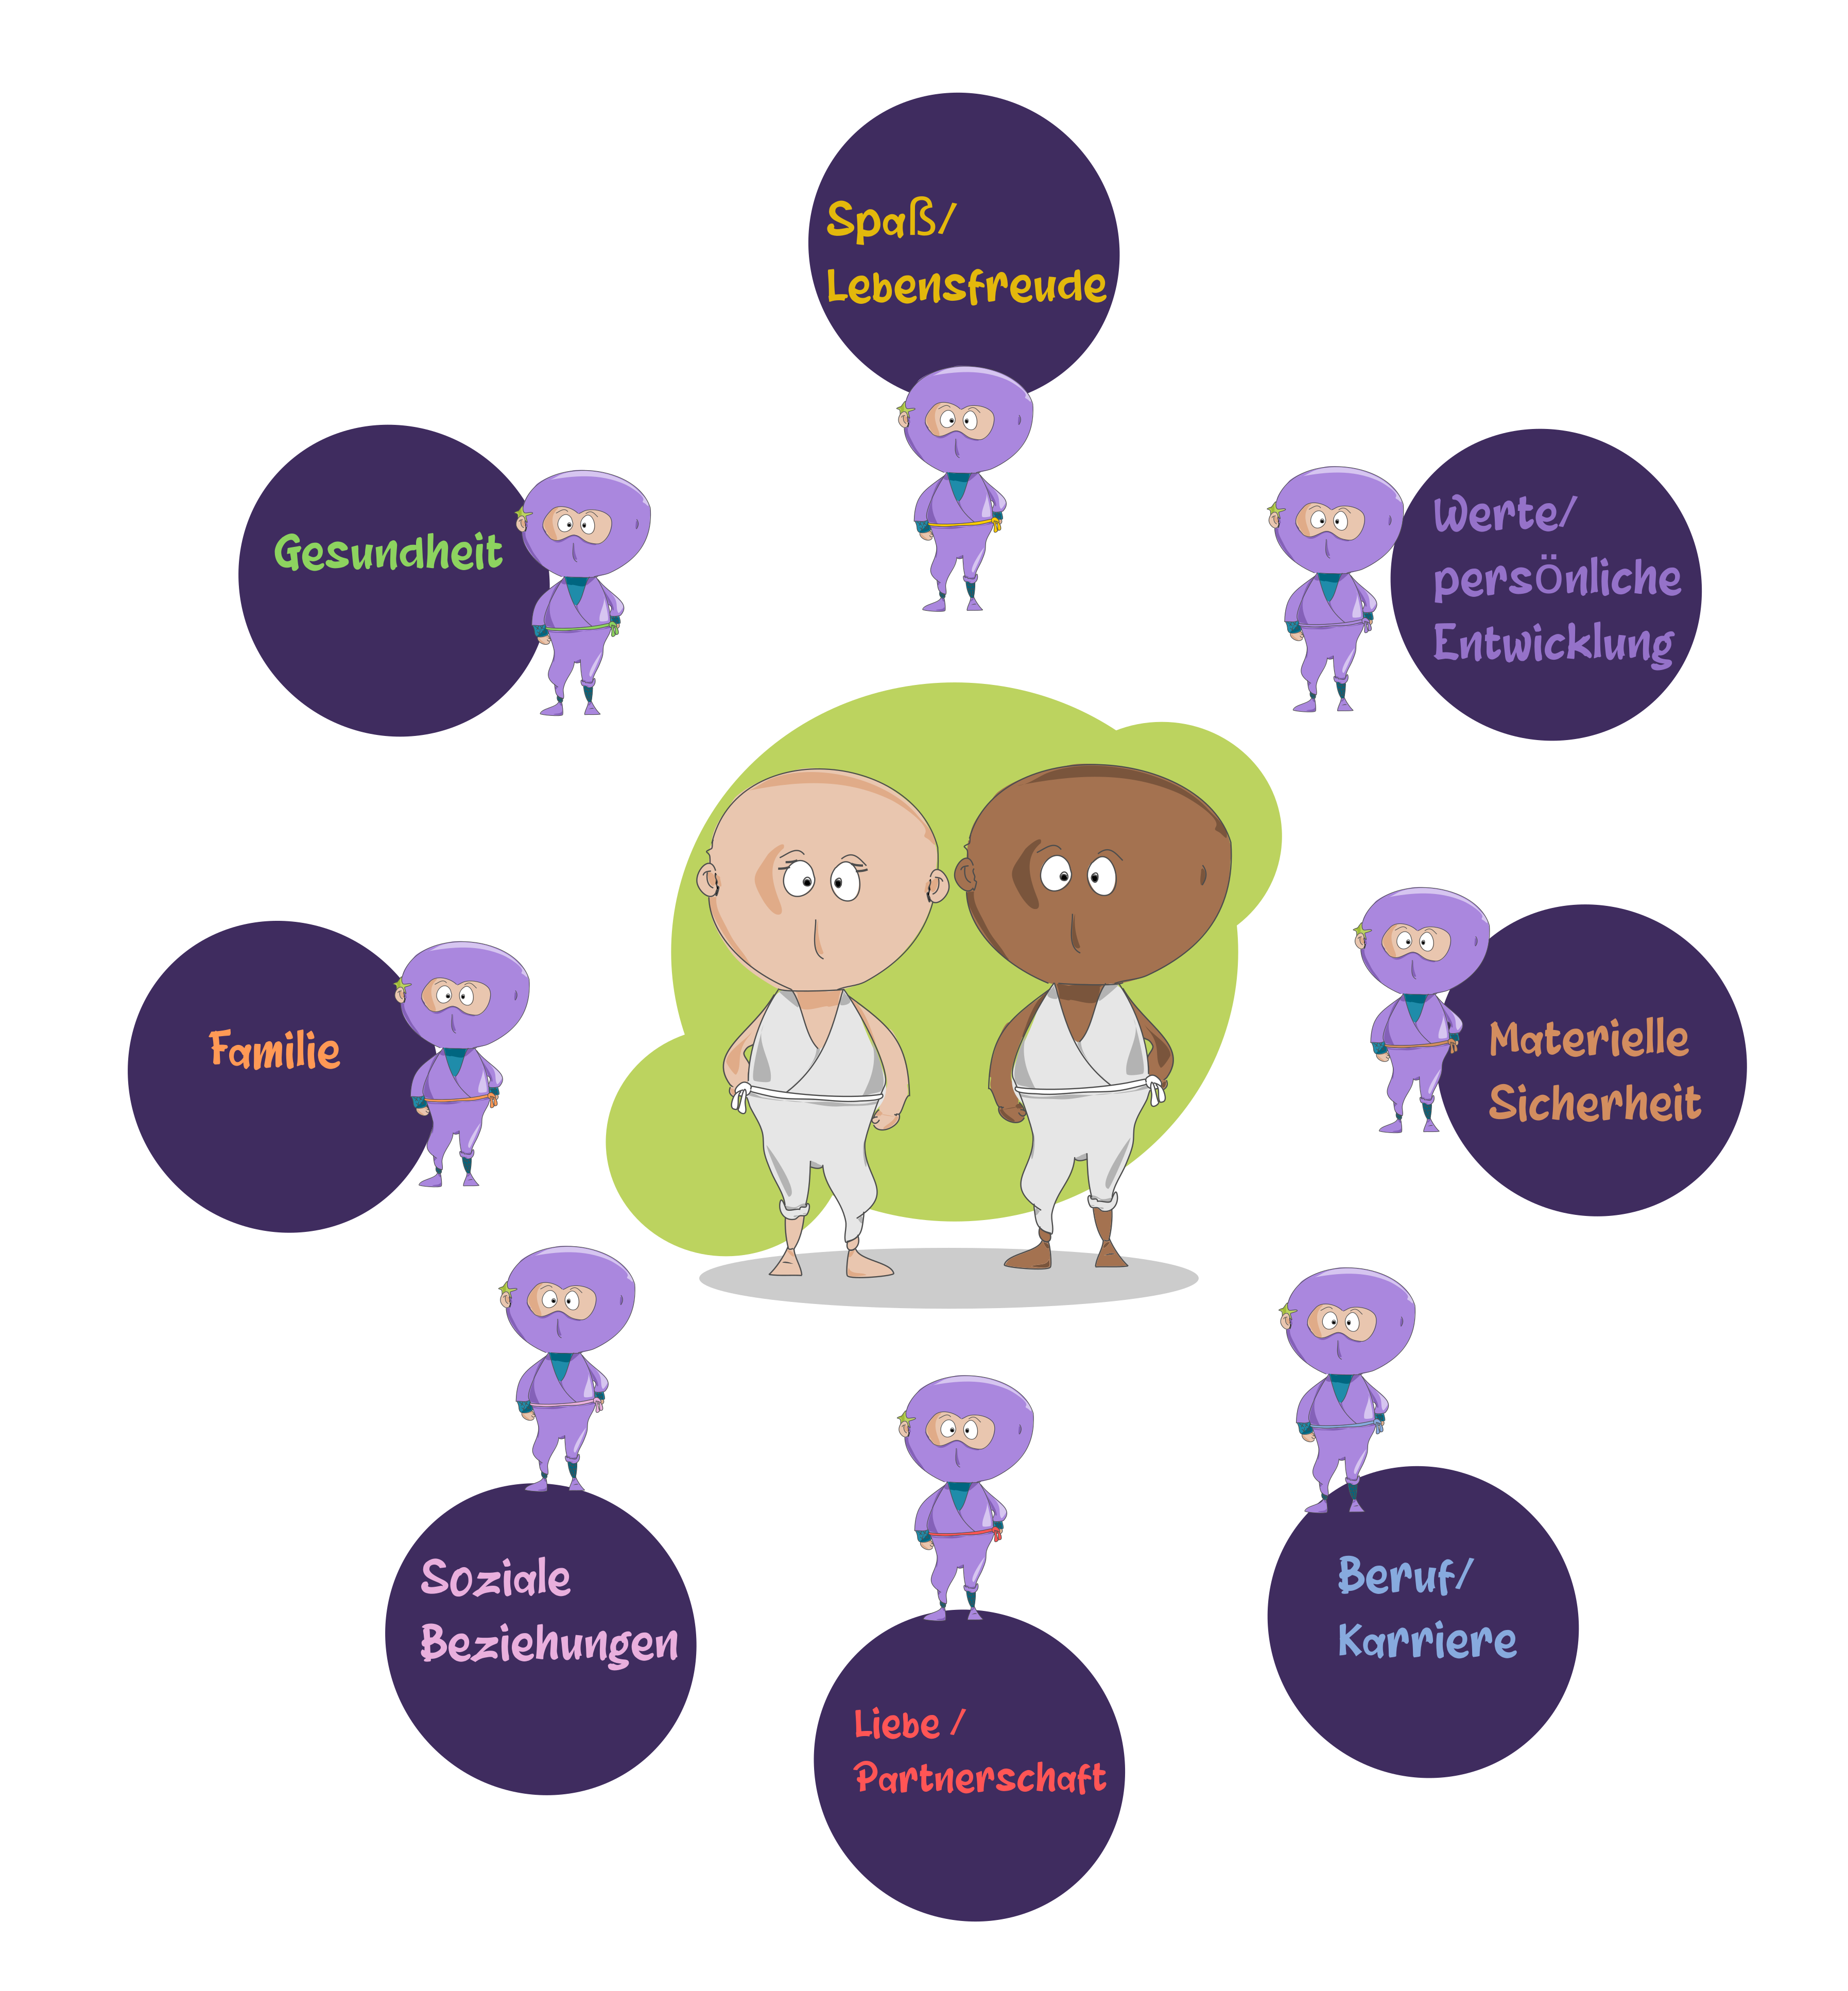 Spaß/
Lebensfreude
Gesundheit
Werte/
persÖnliche
Entwicklung
Familie
Materielle
Sicherheit
Soziale
Beziehungen
Beruf/
Karriere
Liebe /
Partnerschaft